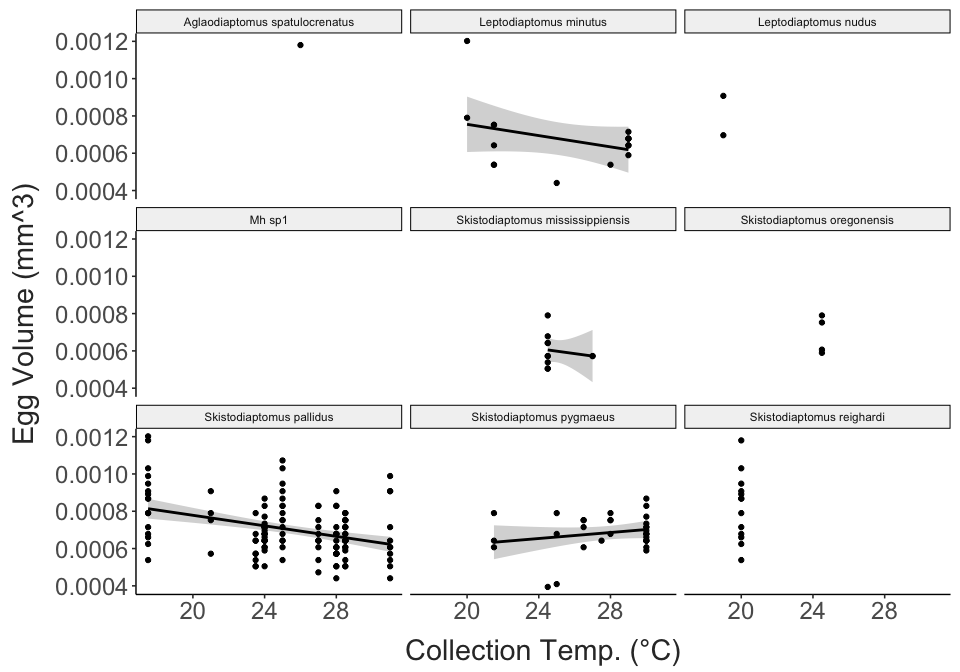 Aglaodiaptomus spatulocrenatus
Leptodiaptomus minutus
Leptodiaptomus nudus
0.0012
0.0010
0.0008
0.0006
0.0004
Mh sp1
Skistodiaptomus mississippiensis
Skistodiaptomus oregonensis
0.0012
0.0010
0.0008
0.0006
0.0004
Skistodiaptomus pallidus
Skistodiaptomus pygmaeus
Skistodiaptomus reighardi
0.0012
0.0010
0.0008
0.0006
0.0004
20 24 28
20 24 28
20 24 28
Egg Volume (mm^3)
Collection Temp. (°C)